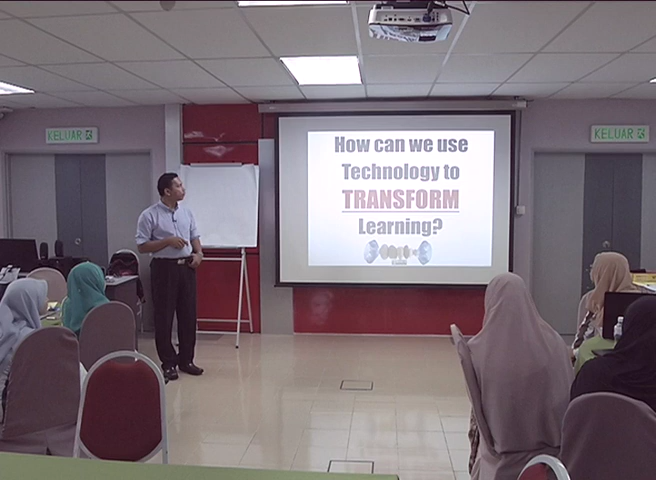 KELUAR
How can we use
Technology to
TRANSFORM
Learning?
KELUAR